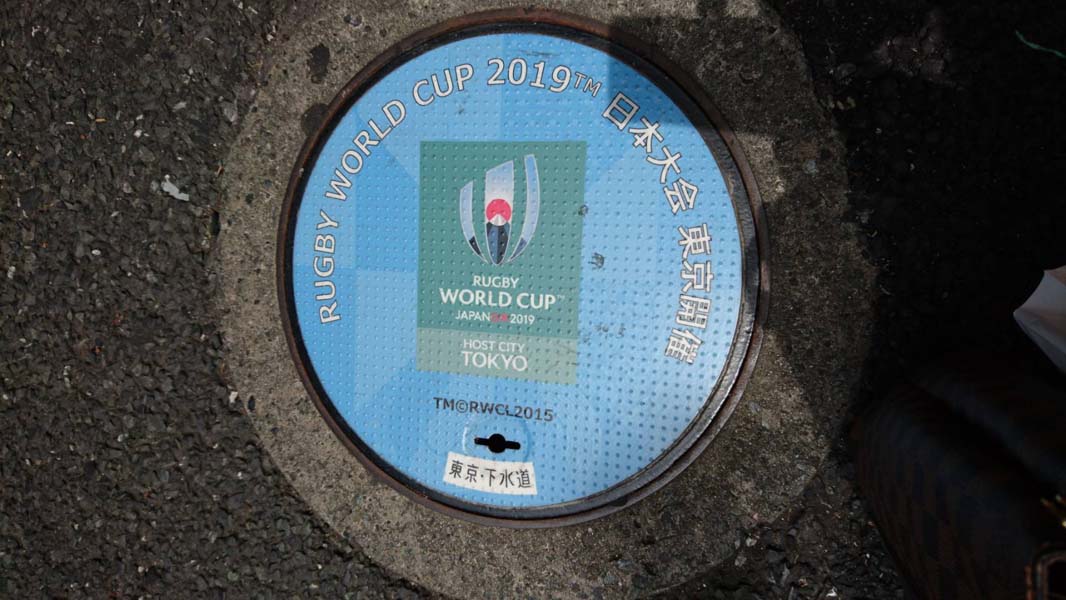 RUGBY WORLD CUP 2019™ 日本大会 東京開催
RUGBY
WORLD CUP™
JAPAN 2019
HOST CITY
TOKYO
TM©RWCL2015
東京・下水道